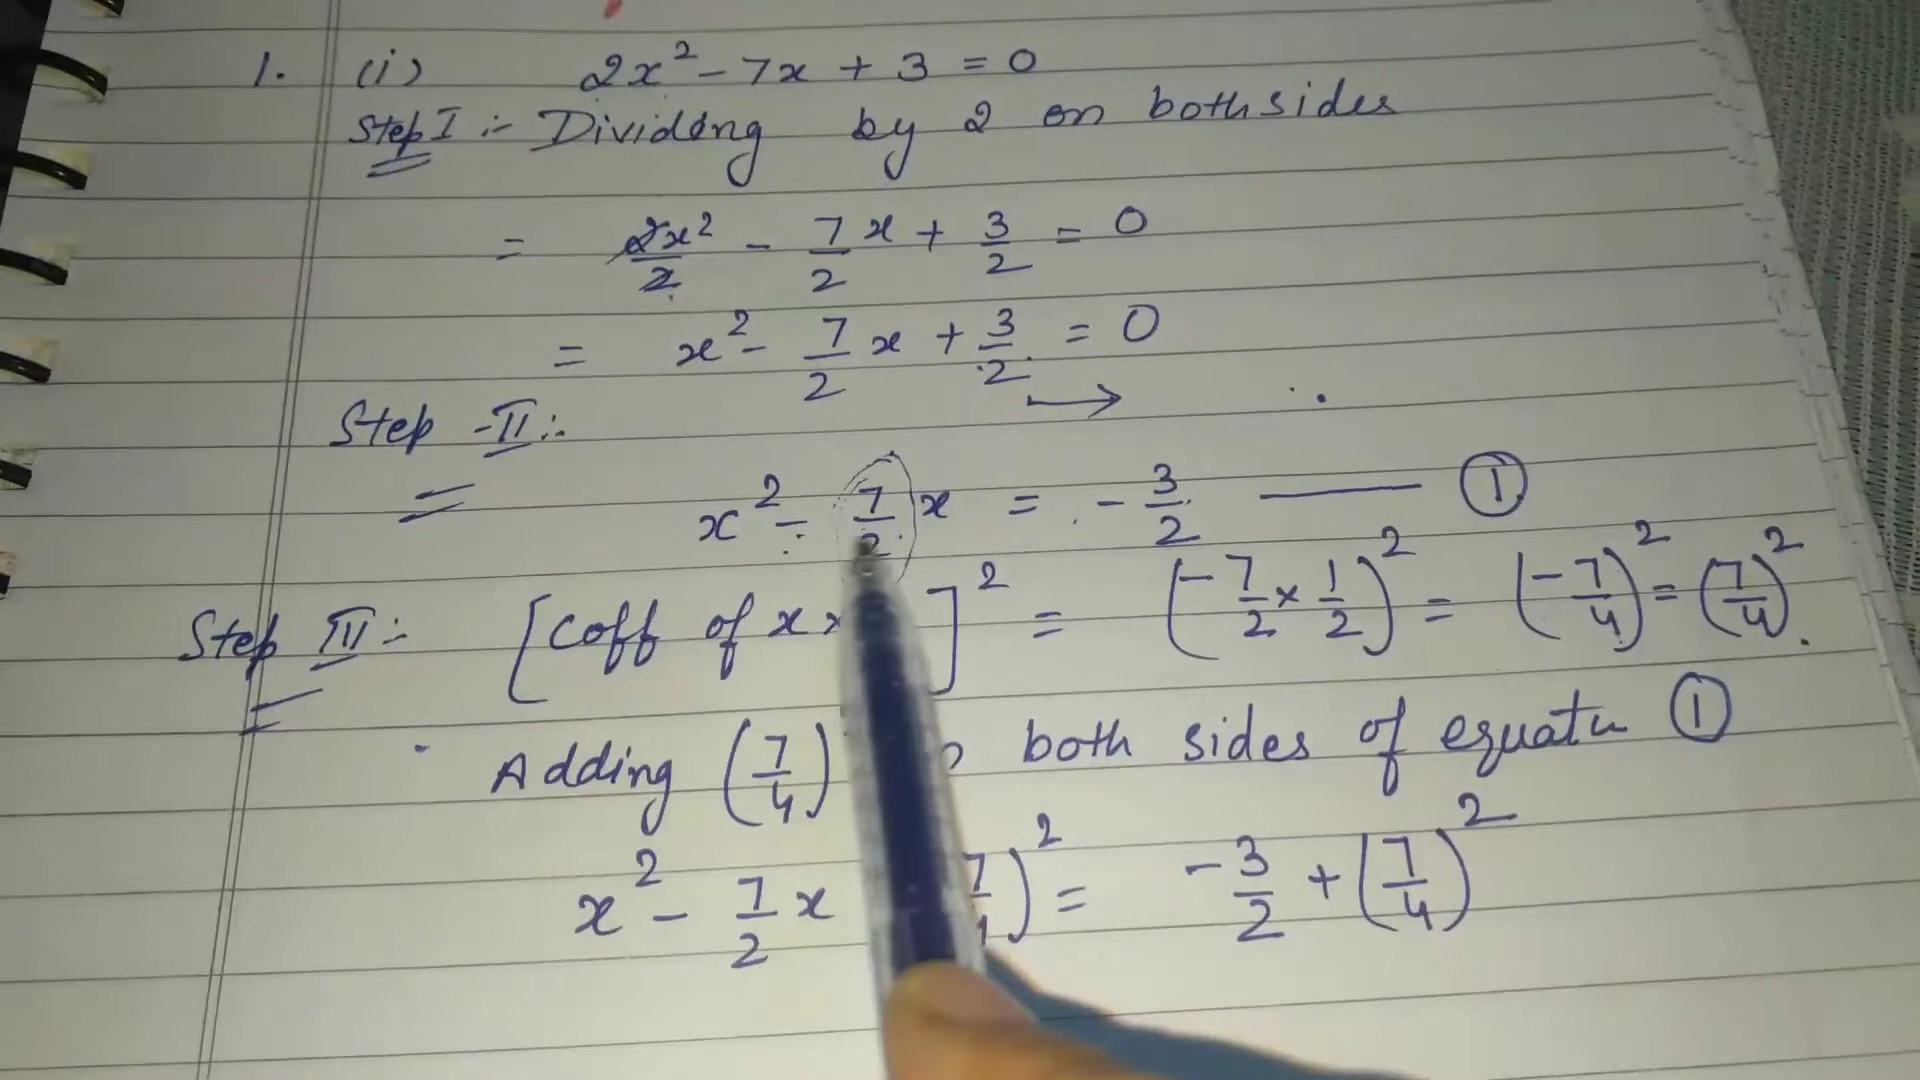 1. (i) 2x² - 7x + 3 = 0
Step I :- Dividing by 2 on both sides
= 2x²/2 - 7/2 x + 3/2 = 0
= x² - 7/2 x + 3/2 = 0
Step - II :-
x² - 7/2 x = - 3/2 ——— ①
Step III :- [Coff of x × ]² = (- 7/2 × 1/2)² = (- 7/4)² = (7/4)².
Adding (7/4) both sides of equatn ①
x² - 7/2 x )² = - 3/2 + (7/4)²